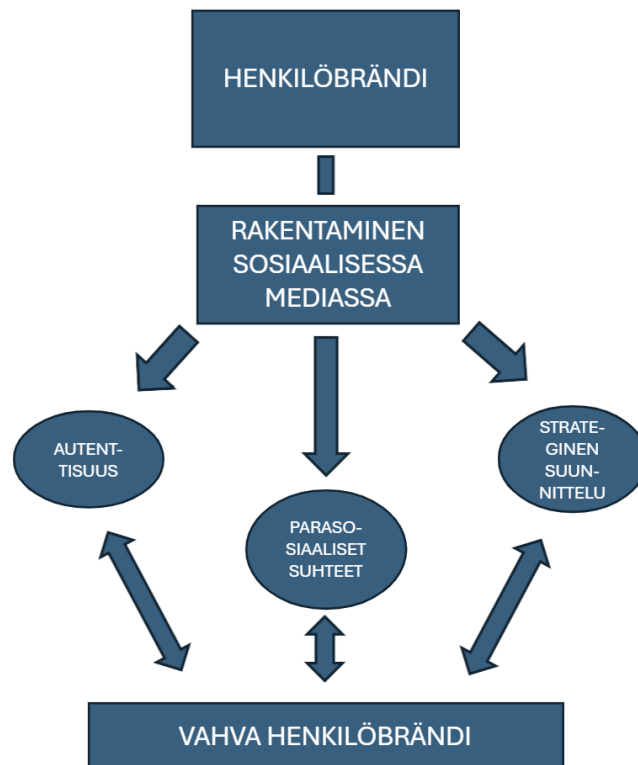 HENKILÖBRÄNDI
RAKENTAMINEN
SOSIAALISESSA
MEDIASSA
AUTENT-
TISUUS
PARASO-
SIAALISET
SUHTEET
STRATE-
GINEN
SUUN-
NITTELU
VAHVA HENKILÖBRÄNDI